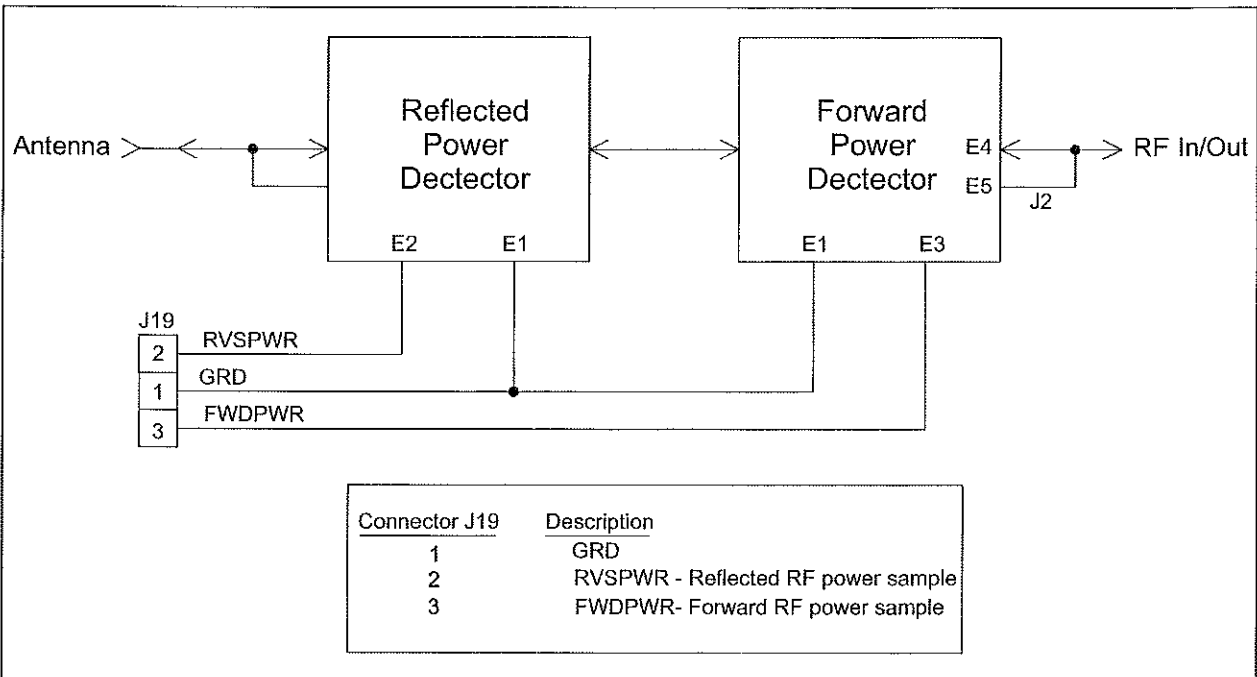 Reflected
Power
Dectector
Forward
Power
Dectector
Antenna
E4
RF In/Out
E5
J2
E2
E1
E1
E3
J19
2
RVSPWR
1
GRD
3
FWDPWR
Connector J19 Description
1 GRD
2 RVSPWR - Reflected RF power sample
3 FWDPWR- Forward RF power sample